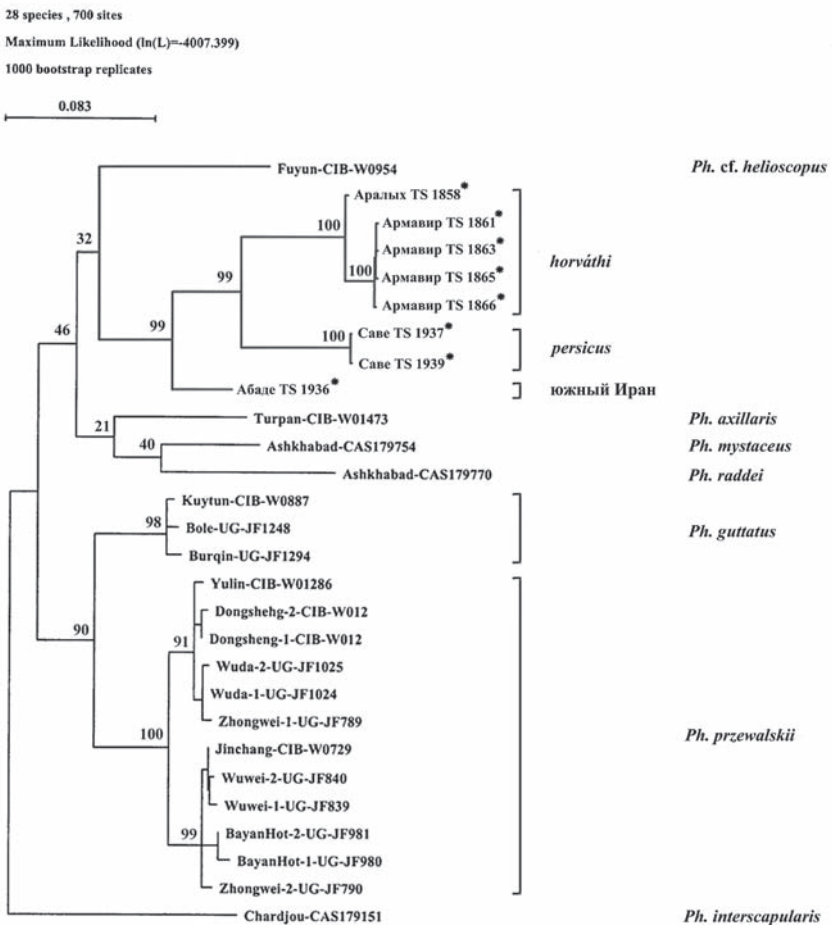 28 species , 700 sites
Maximum Likelihood (ln(L)=-4007.399)
1000 bootstrap replicates
0.083
Fuyun-CIB-W0954 Ph. cf. helioscopus
Аралых TS 1858*
100 Армавир TS 1861*
32 Армавир TS 1863* horváthi
99 100 Армавир TS 1865*
Армавир TS 1866*
46 99 100 Саве TS 1937* persicus
Саве TS 1939*
Абаде TS 1936* южный Иран
Turpan-CIB-W01473 Ph. axillaris
21 40 Ashkhabad-CAS179754 Ph. mystaceus
Ashkhabad-CAS179770 Ph. raddei
Kuytun-CIB-W0887
98 Bole-UG-JF1248 Ph. guttatus
Burqin-UG-JF1294
Yulin-CIB-W01286
Dongshehg-2-CIB-W012
90 91 Dongsheng-1-CIB-W012
Wuda-2-UG-JF1025
Wuda-1-UG-JF1024
Zhongwei-1-UG-JF789
100 Jinchang-CIB-W0729 Ph. przewalskii
Wuwei-2-UG-JF840
Wuwei-1-UG-JF839
99 BayanHot-2-UG-JF981
BayanHot-1-UG-JF980
Zhongwei-2-UG-JF790
Chardjou-CAS179151 Ph. interscapularis